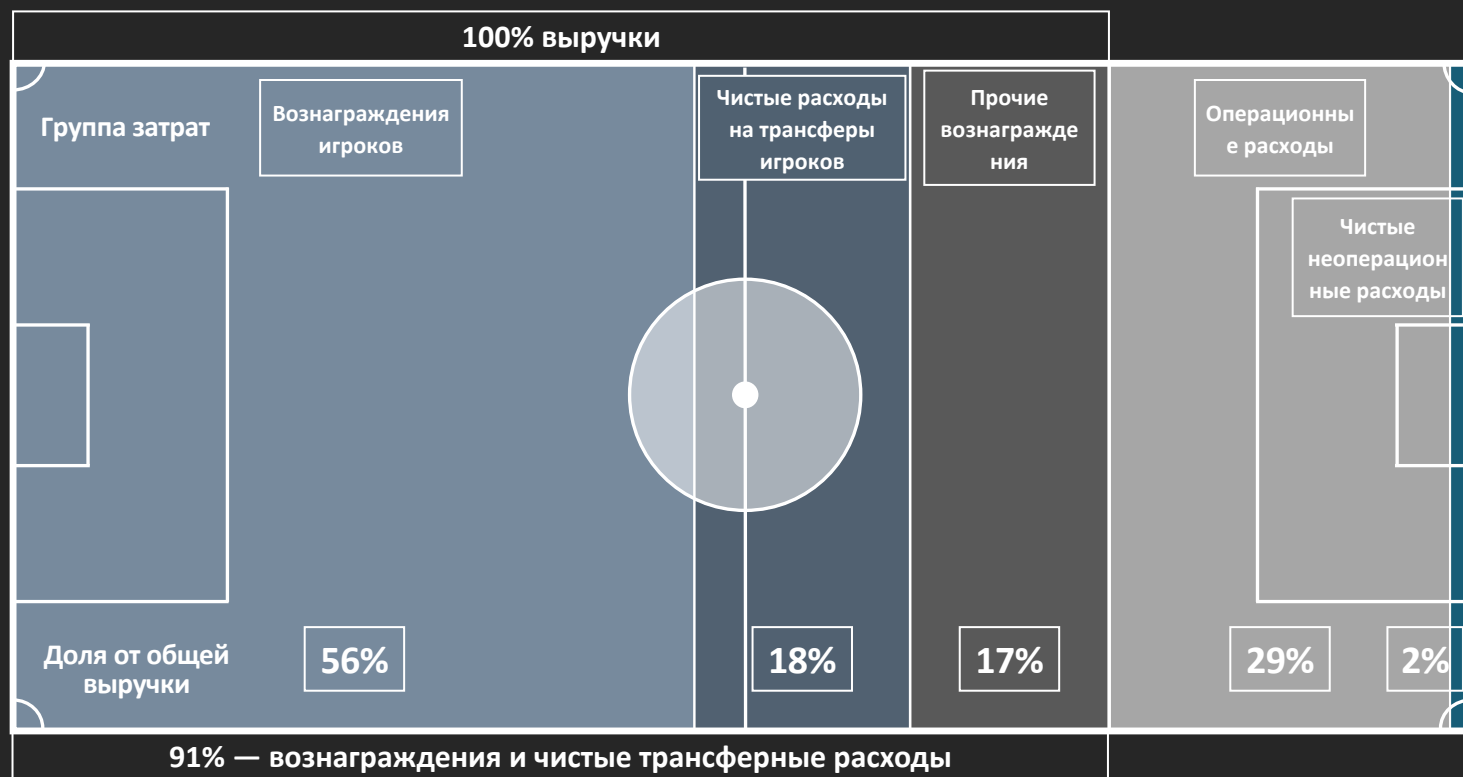 100% выручки
Группа затрат
Вознаграждения
игроков
Чистые расходы
на трансферы
игроков
Прочие
вознагражде
ния
Операционны
е расходы
Чистые
неоперацион
ные расходы
Доля от общей
выручки
56%
18%
17%
29%
2%
91% — вознаграждения и чистые трансферные расходы